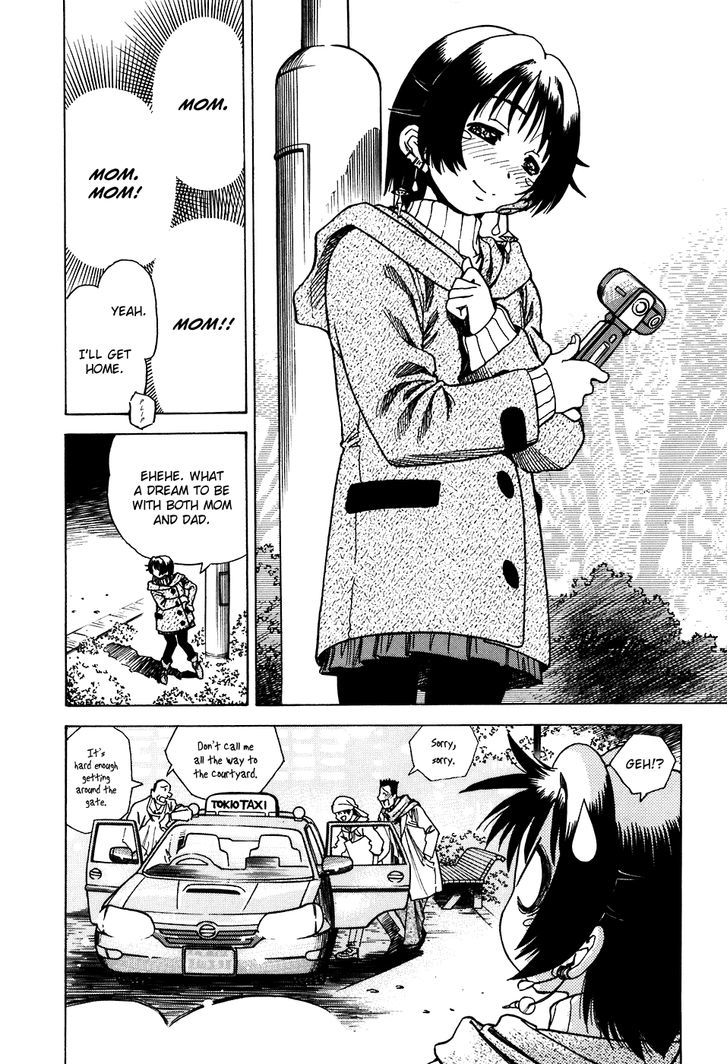 MOM.
MOM.
MOM!
MOM!!
YEAH.
I'LL GET
HOME.
EHEHE. WHAT
A DREAM TO BE
WITH BOTH MOM
AND DAD.
It's
hard enough
getting
around the
gate.
Don't call me
all the way to
the courtyard.
Sorry,
sorry.
GEH!?
TOKIO TAXI